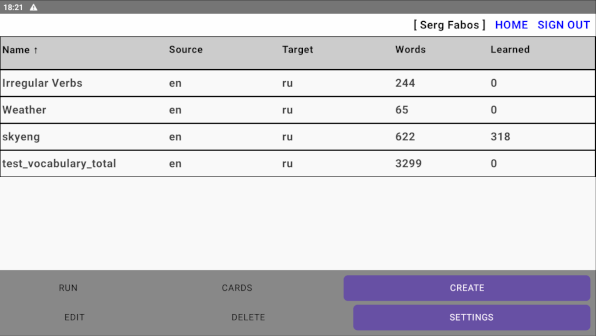 18:21
[ Serg Fabos ] HOME SIGN OUT
Name ↑ Source Target Words Learned
Irregular Verbs en ru 244 0
Weather en ru 65 0
skyeng en ru 622 318
test_vocabulary_total en ru 3299 0
RUN CARDS CREATE
EDIT DELETE SETTINGS